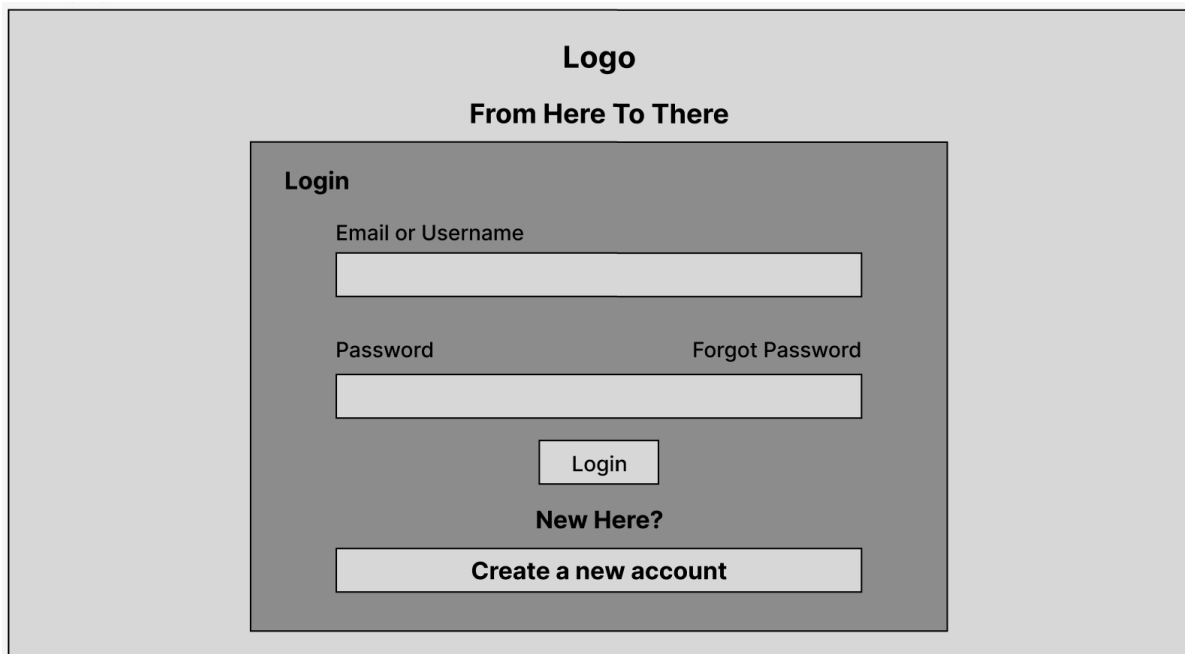 Logo
From Here To There
Login
Email or Username
Password Forgot Password
Login
New Here?
Create a new account